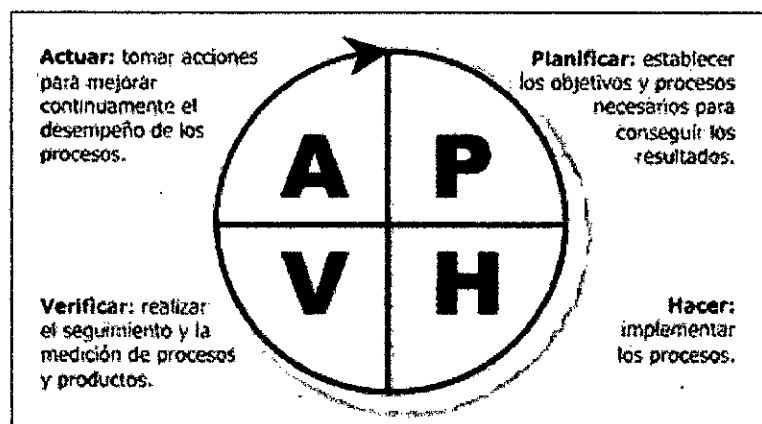 Actuar: tomar acciones
para mejorar
continuamente el
desempeño de los
procesos.
Planificar: establecer
los objetivos y procesos
necesarios para
conseguir los
resultados.
A P
V H
Verificar: realizar
el seguimiento y la
medición de procesos
y productos.
Hacer:
implementar
los procesos.